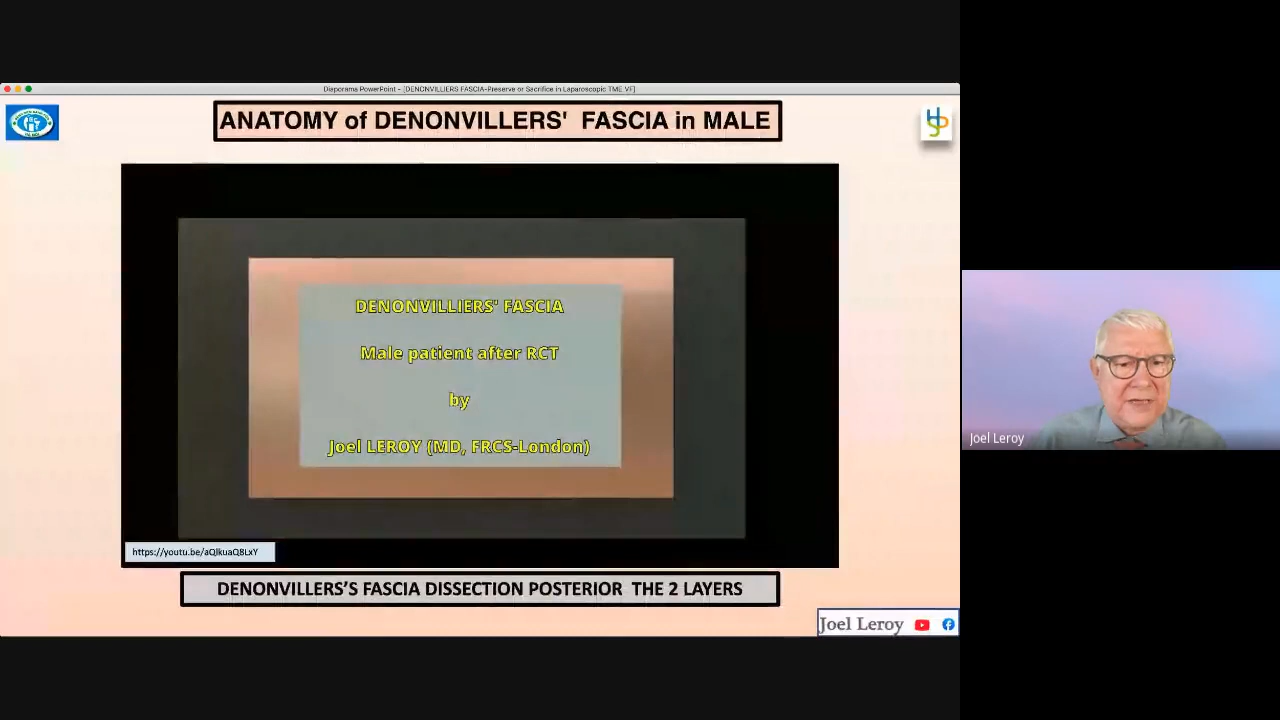 Diaporama PowerPoint - [DENONVILLIERS FASCIA-Preserve or Sacrifice in Laparoscopic TME VF]
ANATOMY of DENONVILLERS' FASCIA in MALE
DENONVILLIERS' FASCIA
Male patient after RCT
by
Joel LEROY (MD, FRCS-London)
Joel Leroy
https://youtu.be/aQlkuaQ8LxY
DENONVILLERS'S FASCIA DISSECTION POSTERIOR THE 2 LAYERS
Joel Leroy